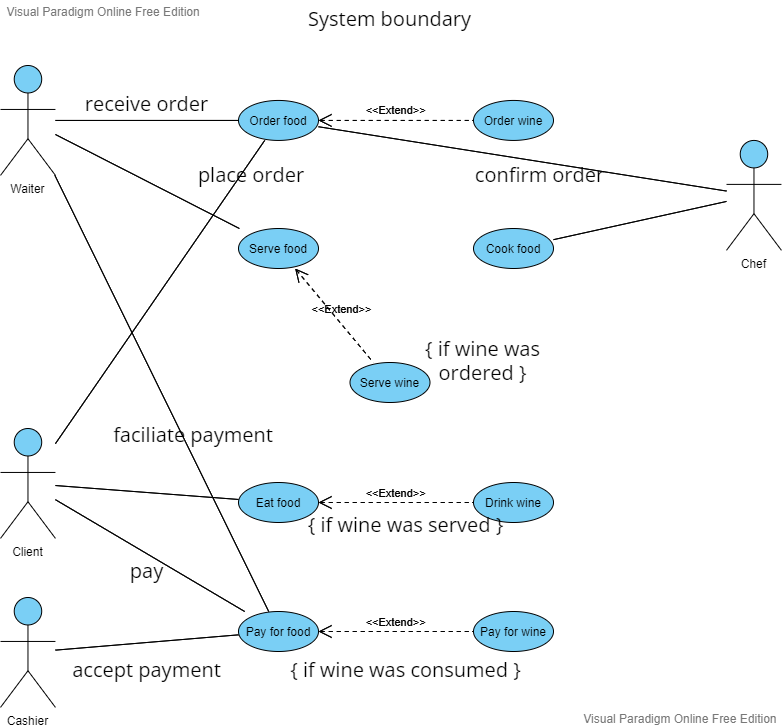 Visual Paradigm Online Free Edition
System boundary
receive order
<<Extend>>
Order food
Order wine
Waiter
place order
confirm order
Serve food
Cook food
Chef
<<Extend>>
{ if wine was
ordered }
Serve wine
faciliate payment
<<Extend>>
Eat food
Drink wine
{ if wine was served }
Client
pay
<<Extend>>
Pay for food
Pay for wine
accept payment
{ if wine was consumed }
Cashier
Visual Paradigm Online Free Edition